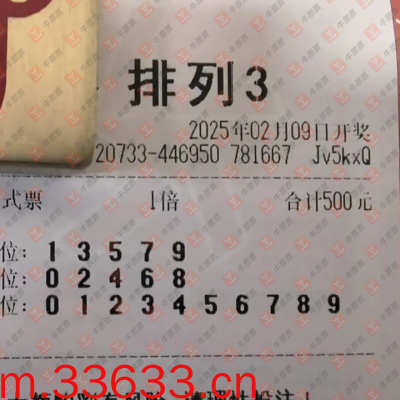 排列3
2025年02月09日开奖
20733-446950 781667 Jv5kxQ
式票 1倍 合计500元
位: 1 3 5 7 9
位: 0 2 4 6 8
位: 0 1 2 3 4 5 6 7 8 9
m.33633.cn